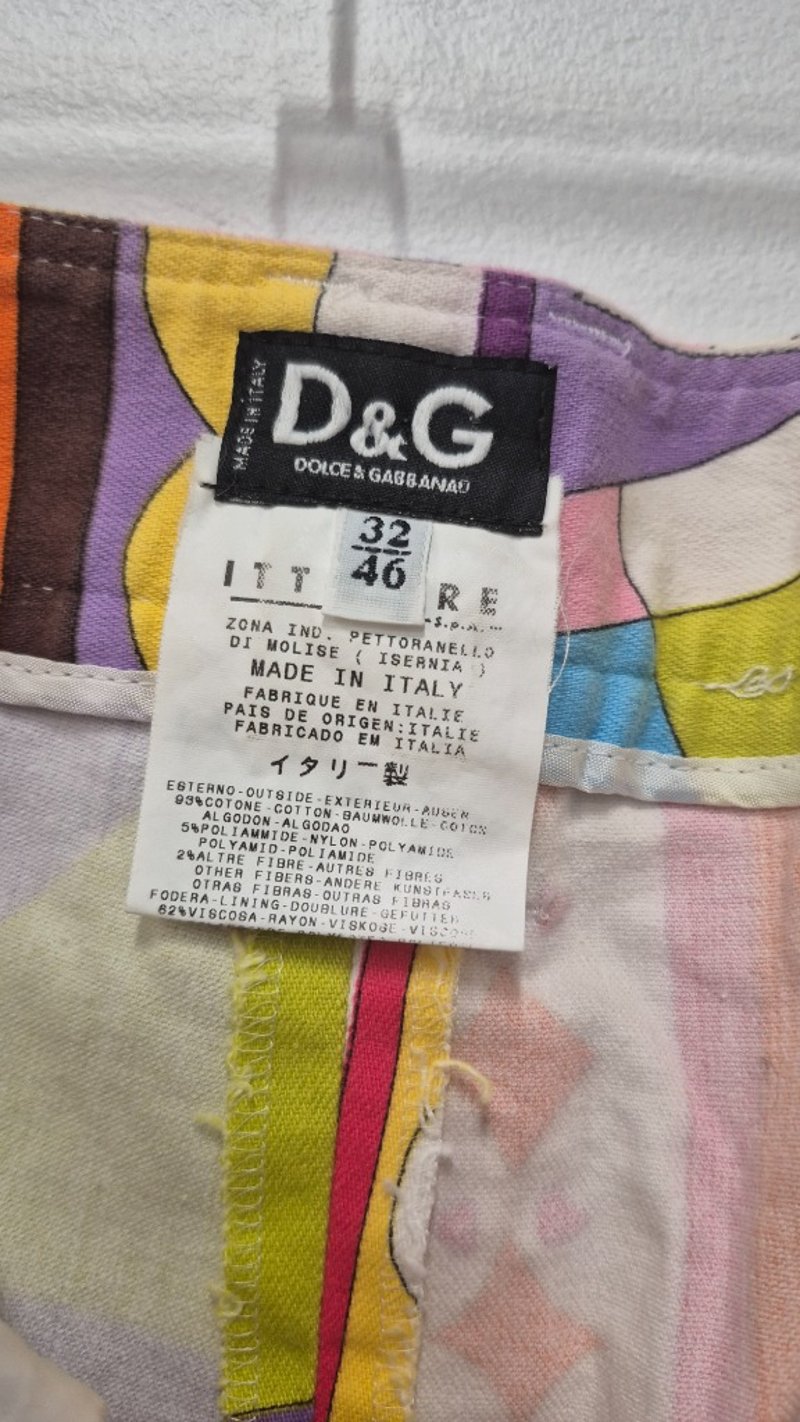 MADE IN ITALY
D&G
DOLCE & GABBANA
32
46
ITT RE
-S.p.A.
ZONA IND. PETTORANELLO
DI MOLISE ( ISERNIA )
MADE IN ITALY
FABRIQUE EN ITALIE
PAIS DE ORIGEN:ITALIE
FABRICADO EM ITALIA
イタリー製
ESTERNO-OUTSIDE-EXTERIEUR-AUSEN
93%COTONE-COTTON-BAUMWOLLE-COTON
ALGODON-ALGODAO
5%POLIAMMIDE-NYLON-POLYAMIDE
POLYAMID-POLIAMIDE
2%ALTRE FIBRE-AUTRES FIBRES
OTHER FIBERS-ANDERE KUNSTFASER
OTRAS FIBRAS-OUTRAS FIBRAS
FODERA-LINING-DOUBLURE-GEFUTTER
62%VISCOSA-RAYON-VISKOSE-VISCOSE